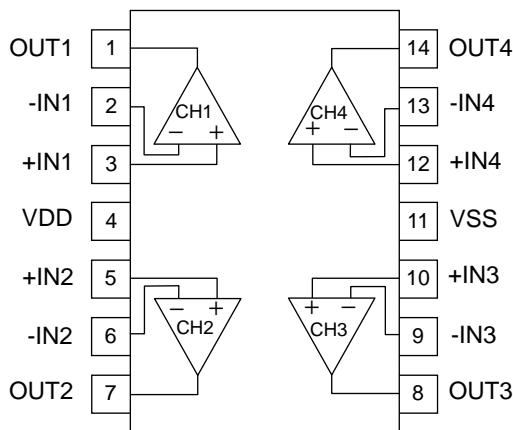 OUT1 1 14 OUT4
-IN1 2 CH1 CH4 13 -IN4
− + + −
+IN1 3 12 +IN4
VDD 4 11 VSS
+IN2 5 10 +IN3
− + + −
-IN2 6 CH2 CH3 9 -IN3
OUT2 7 8 OUT3